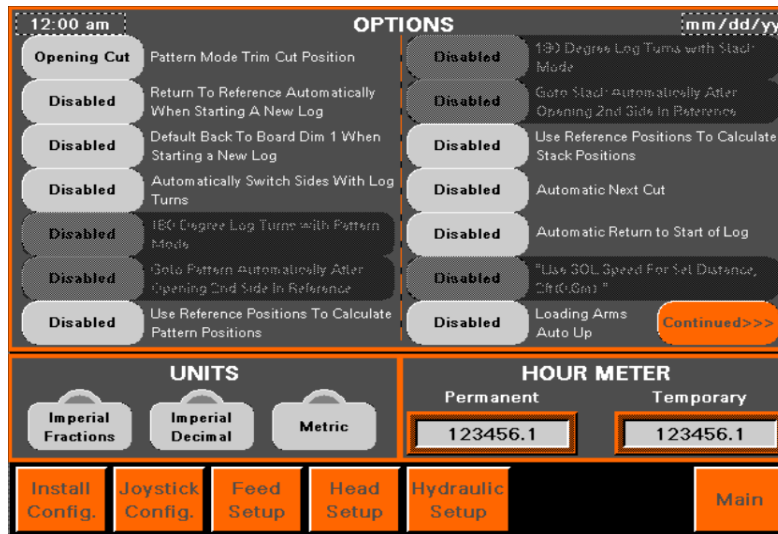 12:00 am
OPTIONS
mm/dd/yy
Opening Cut
Pattern Mode Trim Cut Position
Disabled
Return To Reference Automatically
When Starting A New Log
Disabled
Default Back To Board Dim 1 When
Starting a New Log
Disabled
Automatically Switch Sides With Log
Turns
Disabled
180 Degree Log Turns with Pattern
Mode
Disabled
Goto Pattern Automatically After
Opening 2nd Side In Reference
Disabled
Use Reference Positions To Calculate
Pattern Positions
Disabled
180 Degree Log Turns with Stack
Mode
Disabled
Goto Stack Automatically After
Opening 2nd Side In Reference
Disabled
Use Reference Positions To Calculate
Stack Positions
Disabled
Automatic Next Cut
Disabled
Automatic Return to Start of Log
Disabled
"Use SOL Speed For Set Distance,
2ft(0.6m) "
Disabled
Loading Arms
Auto Up
Continued>>>
UNITS
Imperial
Fractions
Imperial
Decimal
Metric
HOUR METER
Permanent
Temporary
123456.1
123456.1
Install
Config.
Joystick
Config.
Feed
Setup
Head
Setup
Hydraulic
Setup
Main